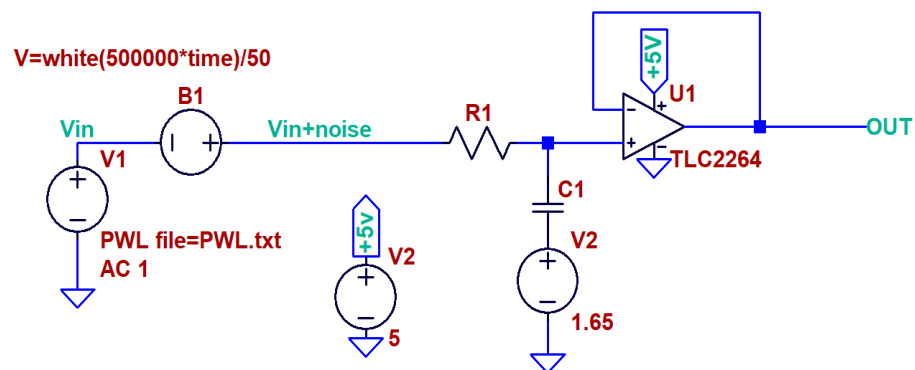 V=white(500000*time)/50
B1
Vin
Vin+noise
V1
PWL file=PWL.txt
AC 1
+5v
V2
5
R1
C1
V2
1.65
+5V
U1
TLC2264
OUT